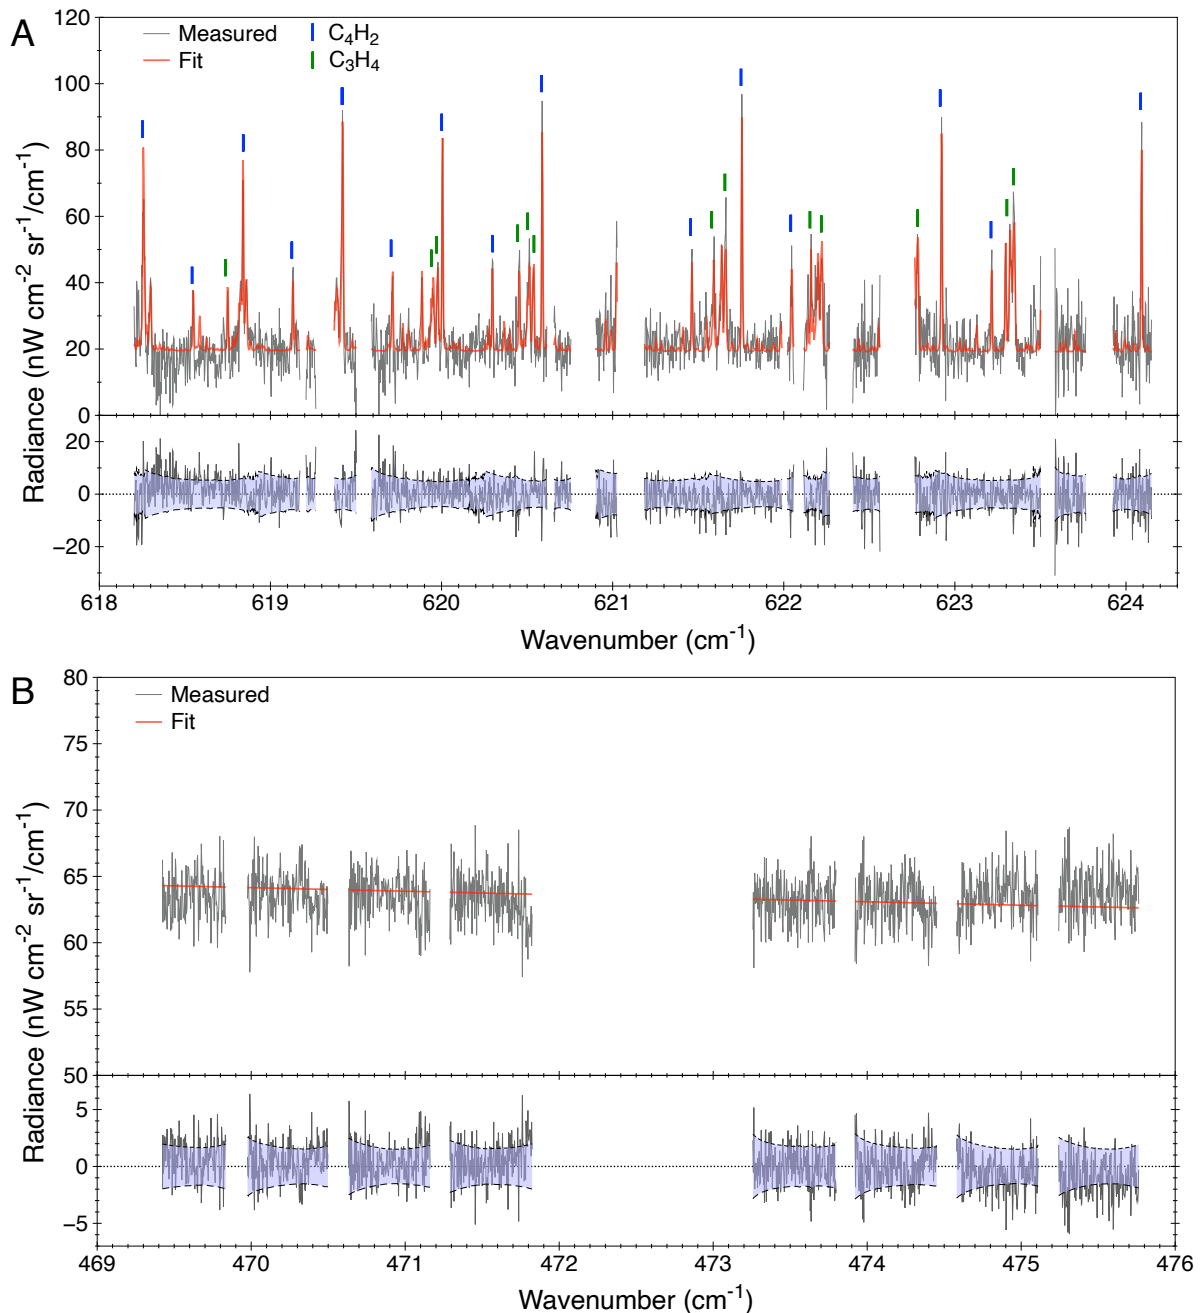 A
Measured
Fit
C₄H₂
C₃H₄
120
100
80
60
40
20
0
20
0
−20
Radiance (nW cm⁻² sr⁻¹/cm⁻¹)
618 619 620 621 622 623 624
Wavenumber (cm⁻¹)
B
Measured
Fit
80
75
70
65
60
55
50
5
0
−5
Radiance (nW cm⁻² sr⁻¹/cm⁻¹)
469 470 471 472 473 474 475 476
Wavenumber (cm⁻¹)